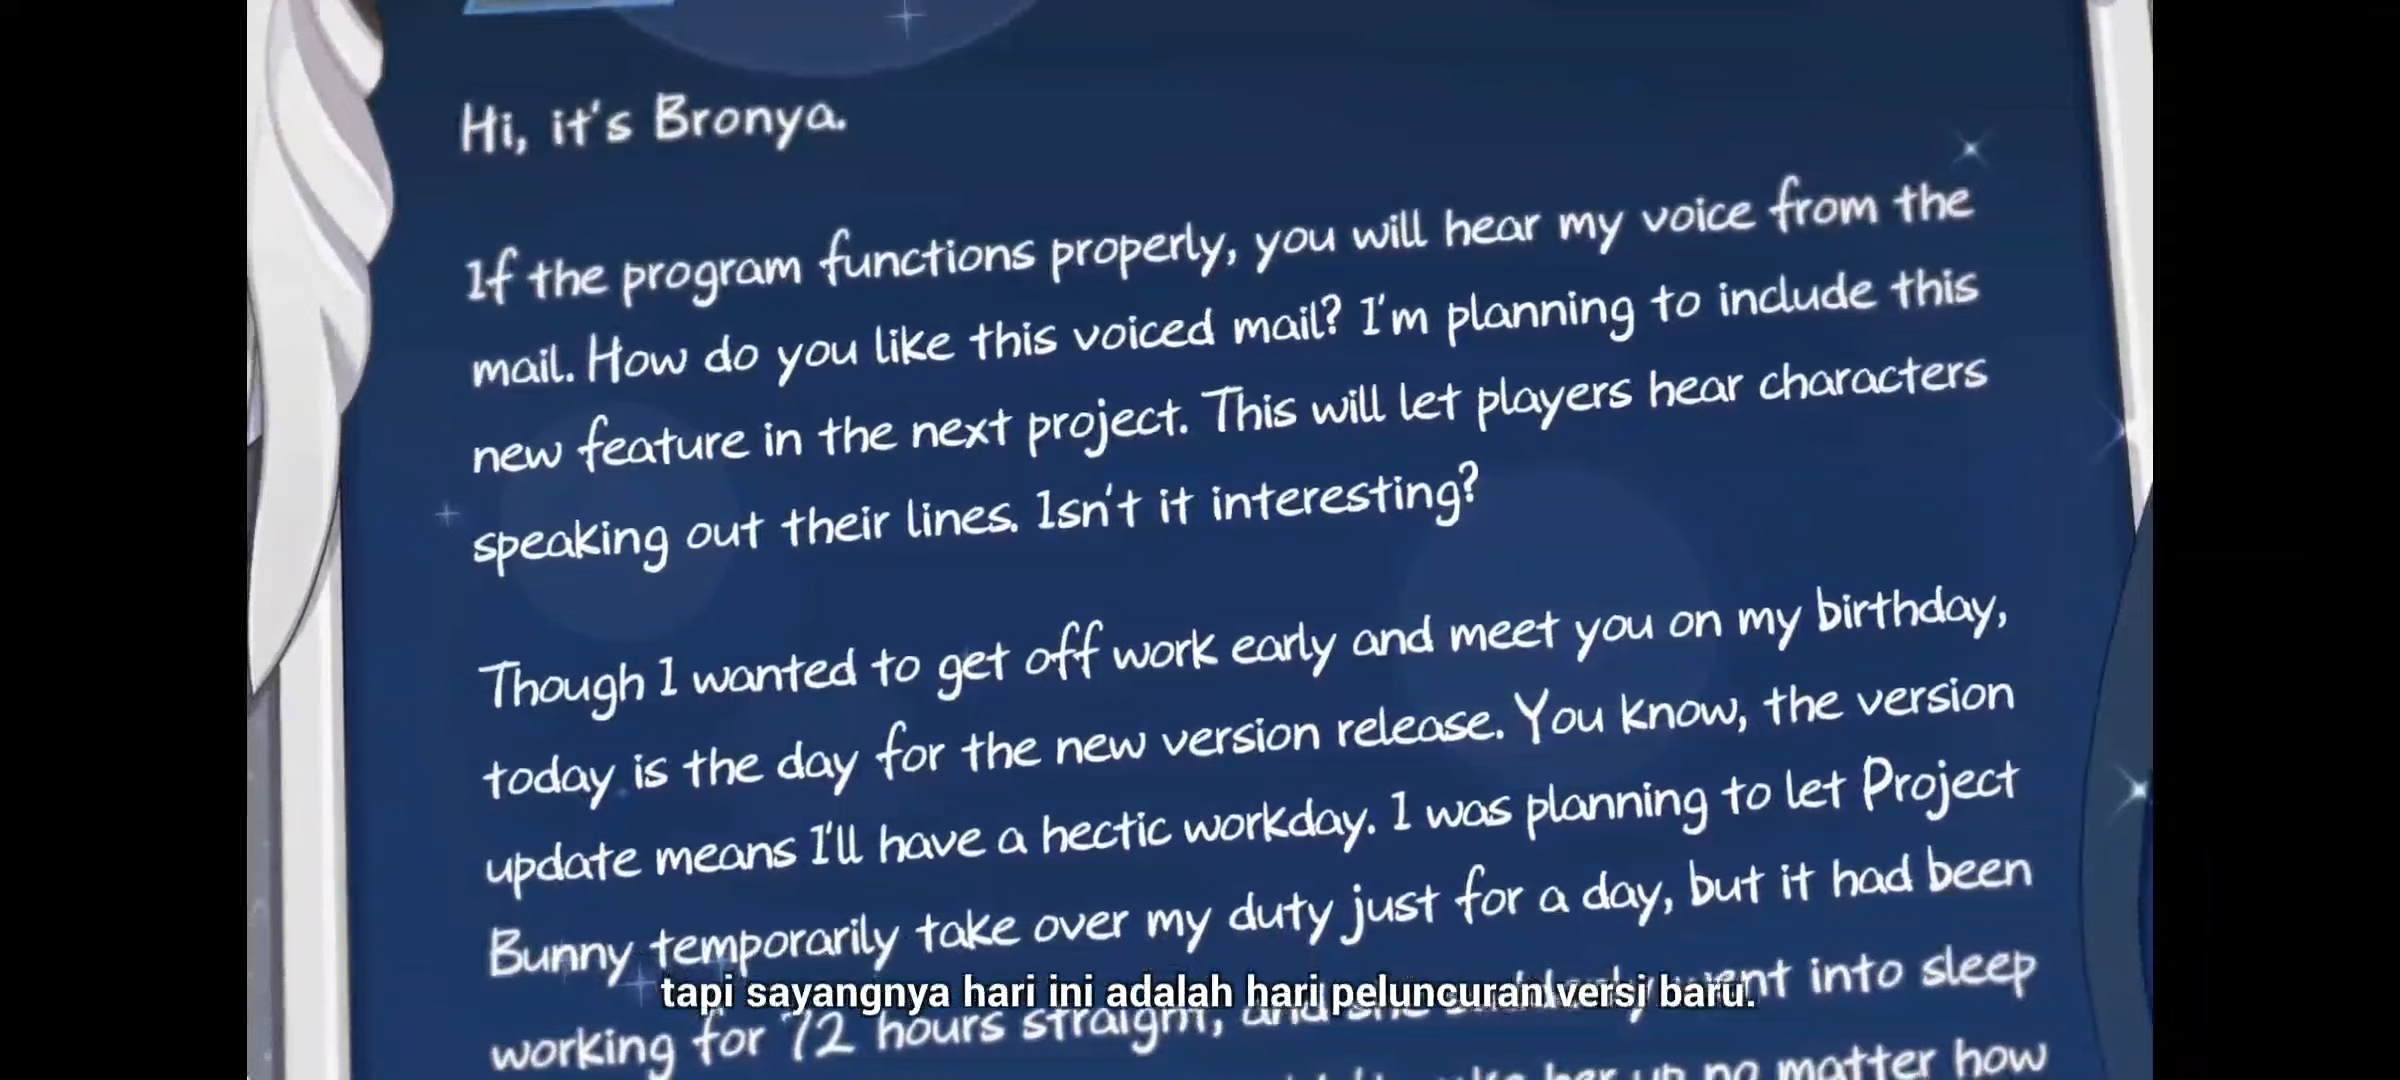 Hi, it's Bronya.
If the program functions properly, you will hear my voice from the
mail. How do you like this voiced mail? I'm planning to include this
new feature in the next project. This will let players hear characters
speaking out their lines. Isn't it interesting?
Though I wanted to get off work early and meet you on my birthday,
today is the day for the new version release. You know, the version
update means I'll have a hectic workday. I was planning to let Project
Bunny temporarily take over my duty just for a day, but it had been
working for 72 hours straight, and she into sleep
her up no matter how
tapi sayangnya hari ini adalah hari peluncuran versi baru.